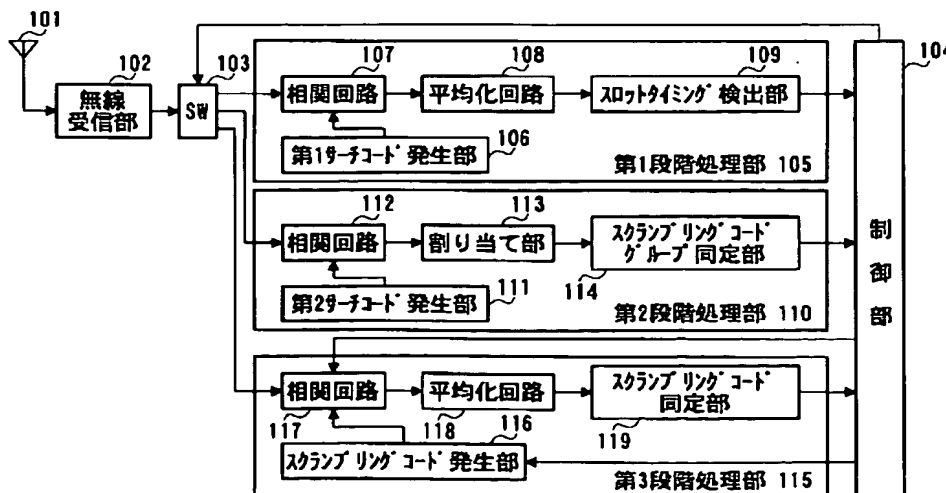 101
102
無線
受信部
103
SW
104
制御部
107
相関回路
108
平均化回路
109
スロットタイミング検出部
第1サーチコード発生部
106
第1段階処理部 105
112
相関回路
113
割り当て部
スクランブリングコード
グループ同定部
114
第2サーチコード発生部
111
第2段階処理部 110
相関回路
117
平均化回路
118
スクランブリングコード
同定部
119
116
スクランブリングコード発生部
第3段階処理部 115